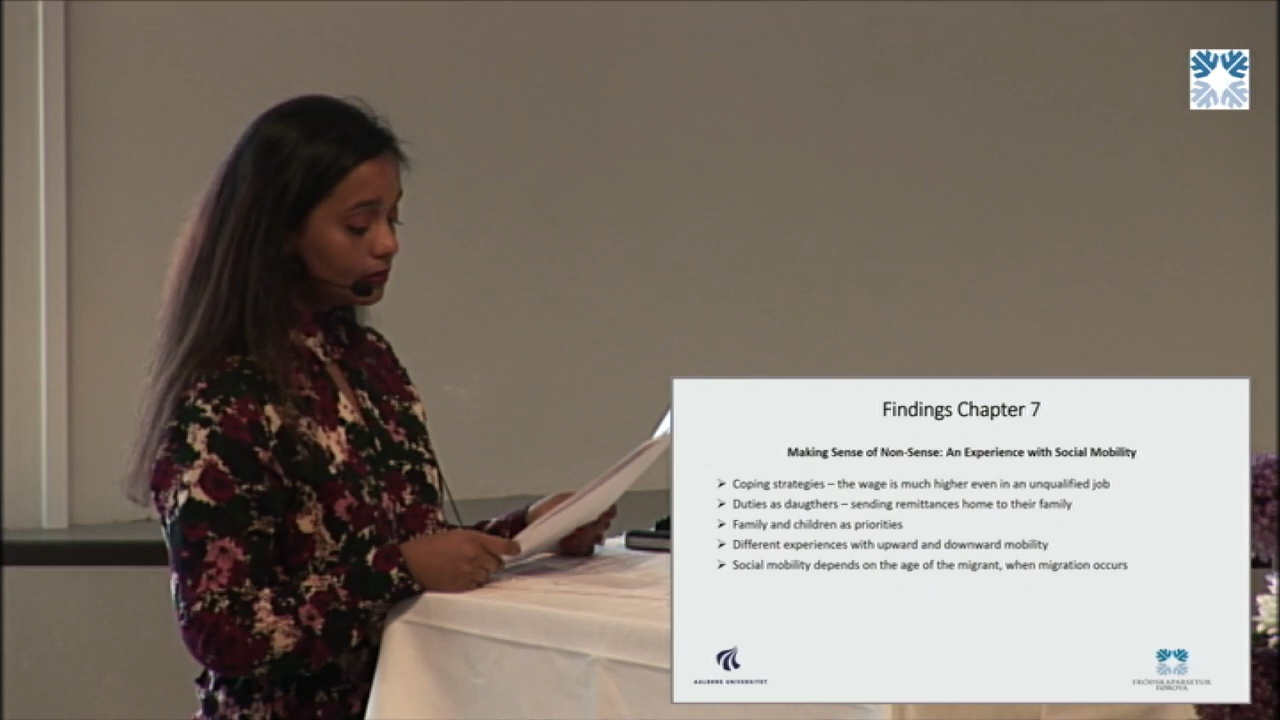 Findings Chapter 7
Making Sense of Non-Sense: An Experience with Social Mobility
➢ Coping strategies – the wage is much higher even in an unqualified job
➢ Duties as daugthers – sending remittances home to their family
➢ Family and children as priorities
➢ Different experiences with upward and downward mobility
➢ Social mobility depends on the age of the migrant, when migration occurs
AALBORG UNIVERSITET
FRÓÐSKAPARSETUR
FØROYA